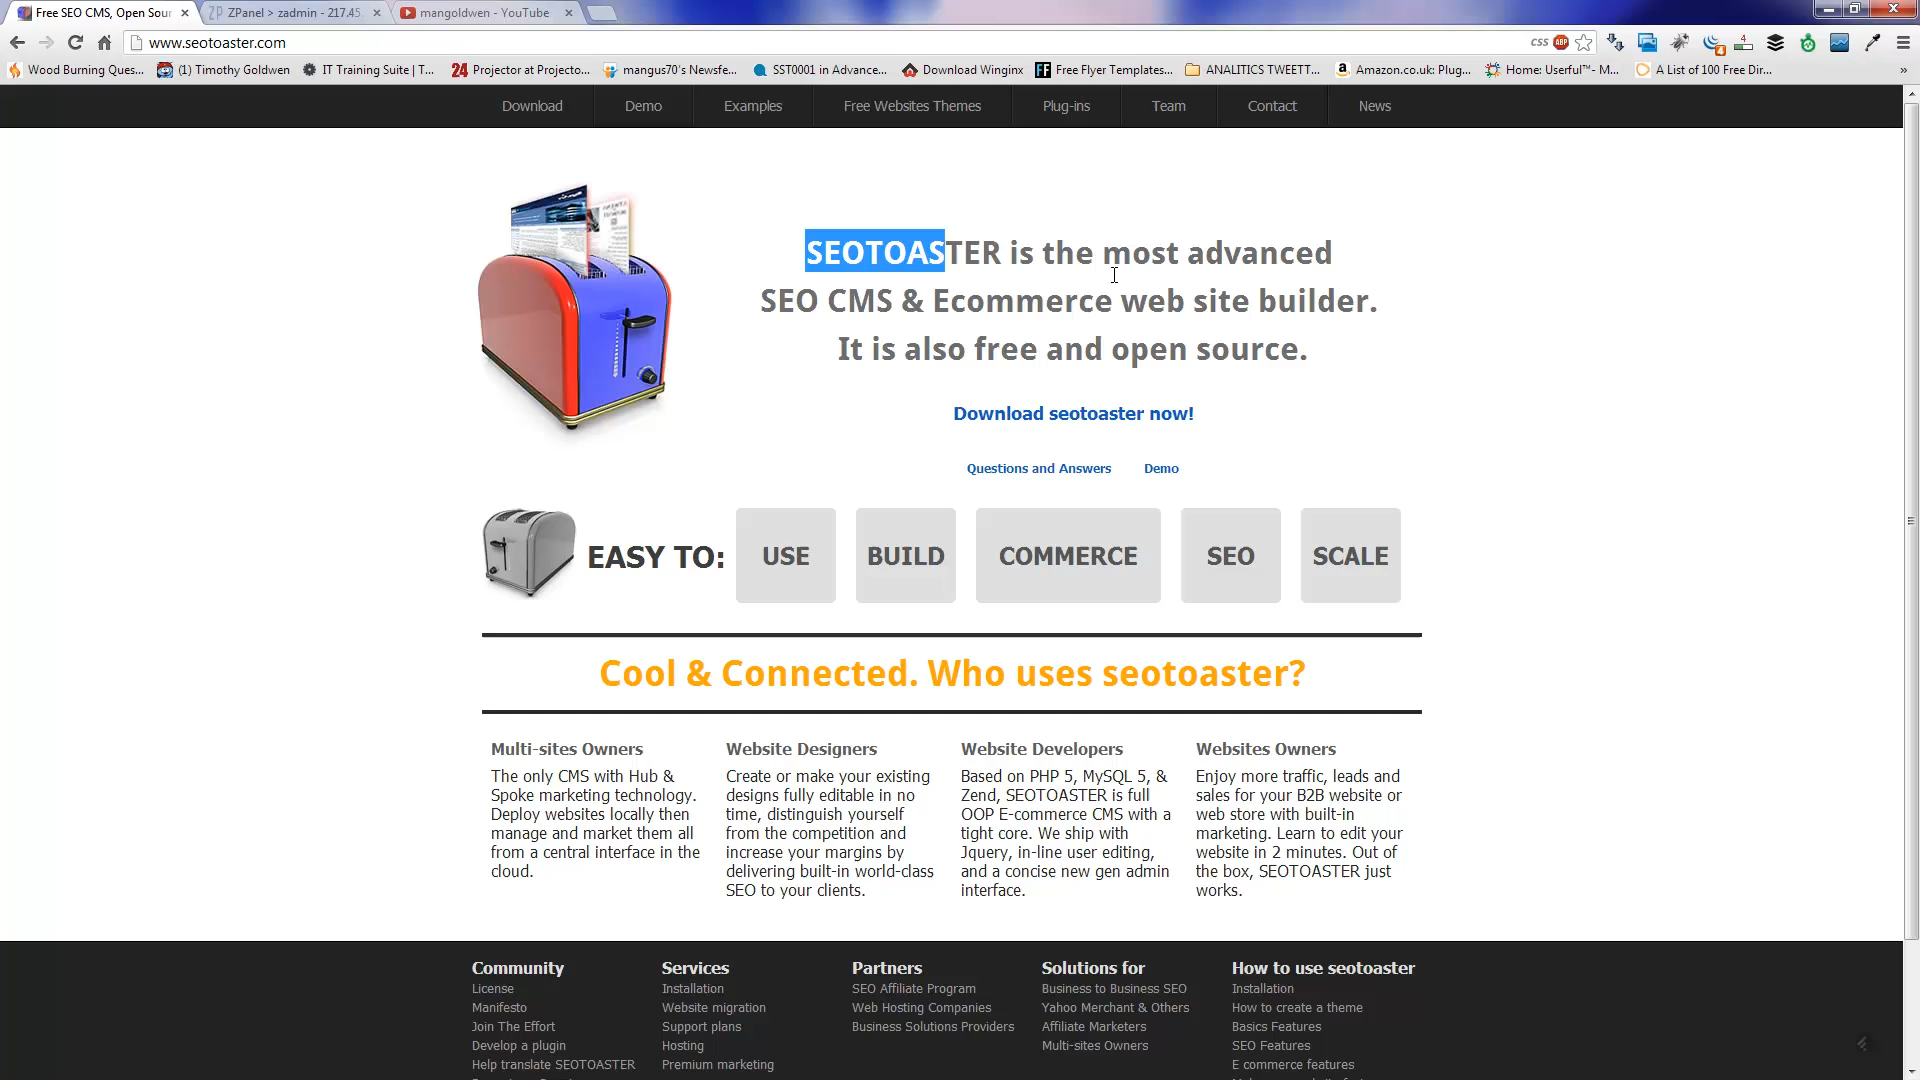 Free SEO CMS, Open Sour
ZPanel > zadmin - 217.45
mangoldwen - YouTube
www.seotoaster.com
CSS
ABP
4
4
Wood Burning Ques...
(1) Timothy Goldwen
IT Training Suite | T...
24 Projector at Projecto...
mangus70's Newsfe...
SST0001 in Advance...
Download Winginx
FF Free Flyer Templates...
ANALITICS TWEETT...
a Amazon.co.uk: Plug...
Home: Userful™- M...
A List of 100 Free Dir...
»
Download
Demo
Examples
Free Websites Themes
Plug-ins
Team
Contact
News
SEOTOASTER is the most advanced
SEO CMS & Ecommerce web site builder.
It is also free and open source.
Download seotoaster now!
Questions and Answers
Demo
EASY TO:
USE
BUILD
COMMERCE
SEO
SCALE
Cool & Connected. Who uses seotoaster?
Multi-sites Owners
The only CMS with Hub &
Spoke marketing technology.
Deploy websites locally then
manage and market them all
from a central interface in the
cloud.
Website Designers
Create or make your existing
designs fully editable in no
time, distinguish yourself
from the competition and
increase your margins by
delivering built-in world-class
SEO to your clients.
Website Developers
Based on PHP 5, MySQL 5, &
Zend, SEOTOASTER is full
OOP E-commerce CMS with a
tight core. We ship with
Jquery, in-line user editing,
and a concise new gen admin
interface.
Websites Owners
Enjoy more traffic, leads and
sales for your B2B website or
web store with built-in
marketing. Learn to edit your
website in 2 minutes. Out of
the box, SEOTOASTER just
works.
Community
License
Manifesto
Join The Effort
Develop a plugin
Help translate SEOTOASTER
Services
Installation
Website migration
Support plans
Hosting
Premium marketing
Partners
SEO Affiliate Program
Web Hosting Companies
Business Solutions Providers
Solutions for
Business to Business SEO
Yahoo Merchant & Others
Affiliate Marketers
Multi-sites Owners
How to use seotoaster
Installation
How to create a theme
Basics Features
SEO Features
E commerce features